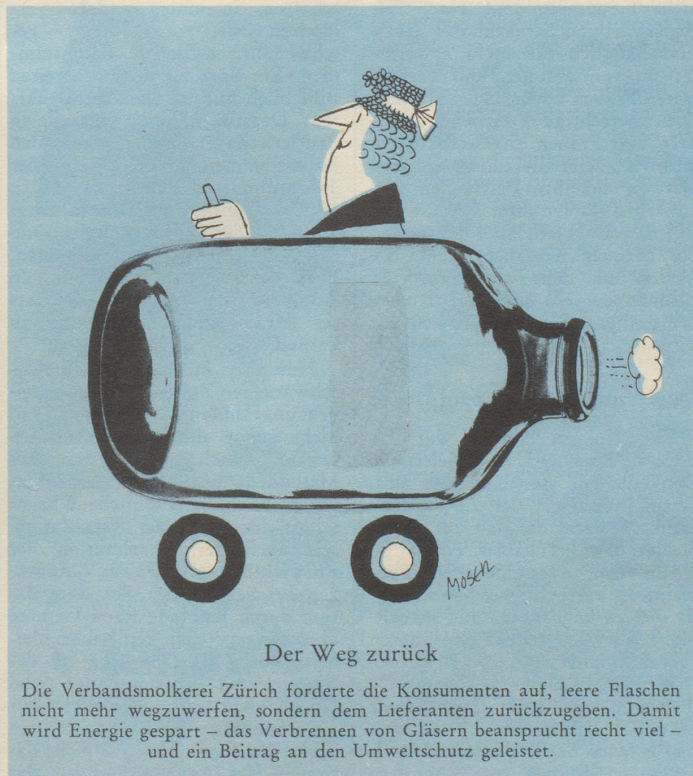 MOSER
Der Weg zurück
Die Verbandsmolkerei Zürich forderte die Konsumenten auf, leere Flaschen
nicht mehr wegzuwerfen, sondern dem Lieferanten zurückzugeben. Damit
wird Energie gespart – das Verbrennen von Gläsern beansprucht recht viel –
und ein Beitrag an den Umweltschutz geleistet.